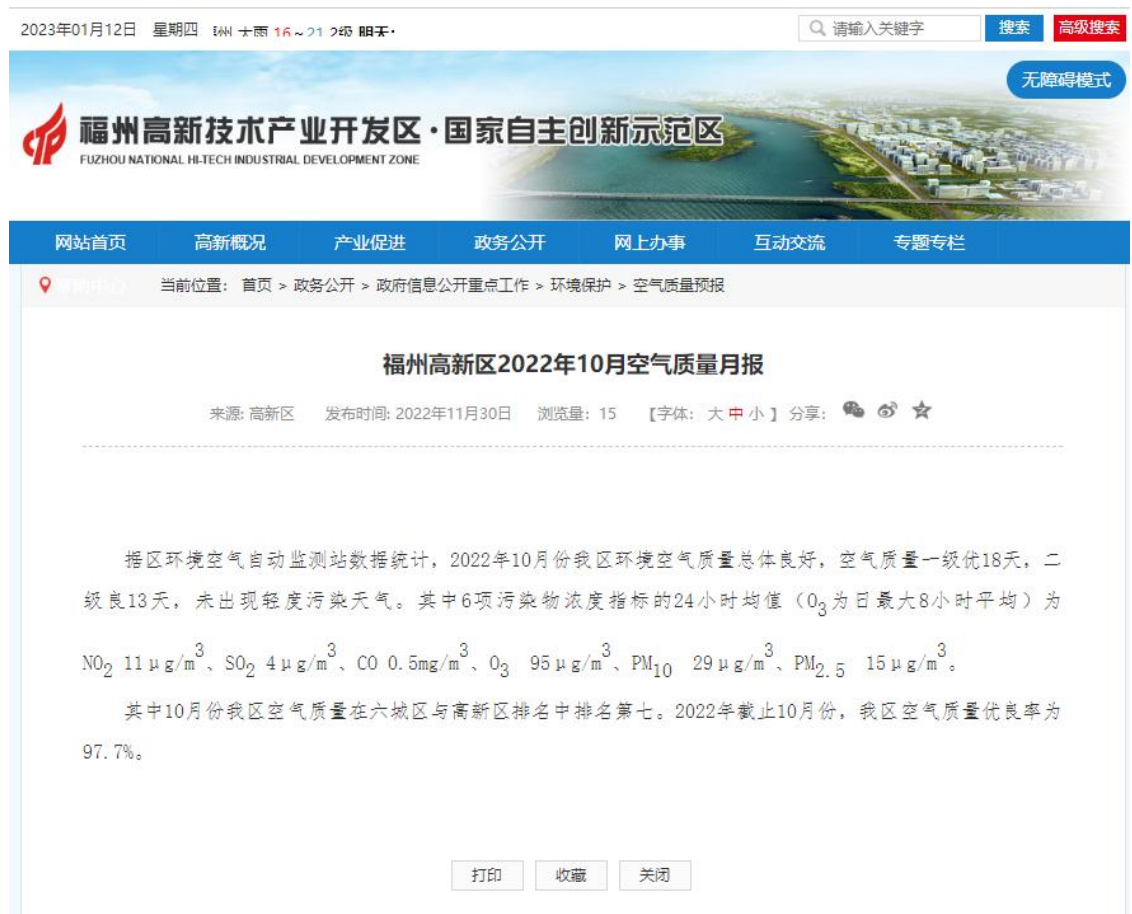 2023年01月12日 星期四 大雨 16~21 2级 明天:
请输入关键字 搜索 高级搜索
无障碍模式
福州高新技术产业开发区·国家自主创新示范区
FUZHOU NATIONAL HI-TECH INDUSTRIAL DEVELOPMENT ZONE
网站首页 高新概况 产业促进 政务公开 网上办事 互动交流 专题专栏
当前位置: 首页 > 政务公开 > 政府信息公开重点工作 > 环境保护 > 空气质量预报
福州高新区2022年10月空气质量月报
来源: 高新区 发布时间: 2022年11月30日 浏览量: 15 【字体: 大 中 小 】 分享:
据区环境空气自动监测站数据统计，2022年10月份我区环境空气质量总体良好，空气质量一级优18天，二
级良13天，未出现轻度污染天气。其中6项污染物浓度指标的24小时均值（O₃为日最大8小时平均）为
NO₂ 11μg/m³、SO₂ 4μg/m³、CO 0.5mg/m³、O₃ 95μg/m³、PM₁₀ 29μg/m³、PM₂.₅ 15μg/m³。
其中10月份我区空气质量在六城区与高新区排名中排名第七。2022年截止10月份，我区空气质量优良率为
97.7%。
打印 收藏 关闭